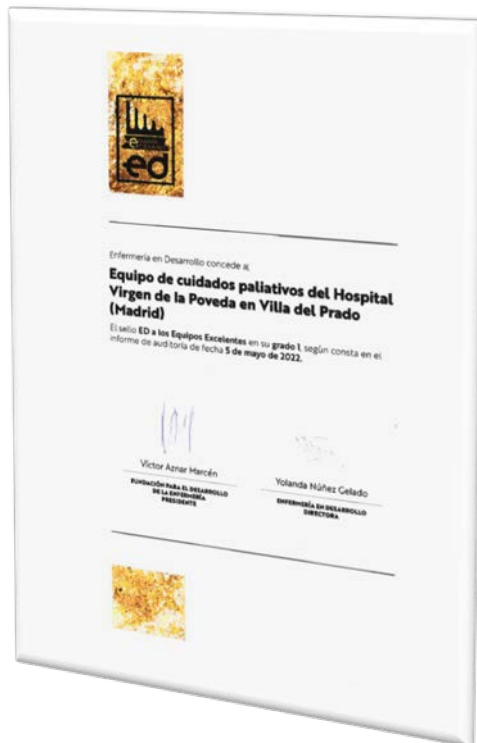 ed
Enfermería en Desarrollo concede al
Equipo de cuidados paliativos del Hospital
Virgen de la Poveda en Villa del Prado
(Madrid)
El sello ED a los Equipos Excelentes en su grado I, según consta en el
informe de auditoría de fecha 5 de mayo de 2022.
Víctor Aznar Marcén
FUNDACIÓN PARA EL DESARROLLO
DE LA ENFERMERÍA
PRESIDENTE
Yolanda Núñez Gelado
ENFERMERÍA EN DESARROLLO
DIRECTORA